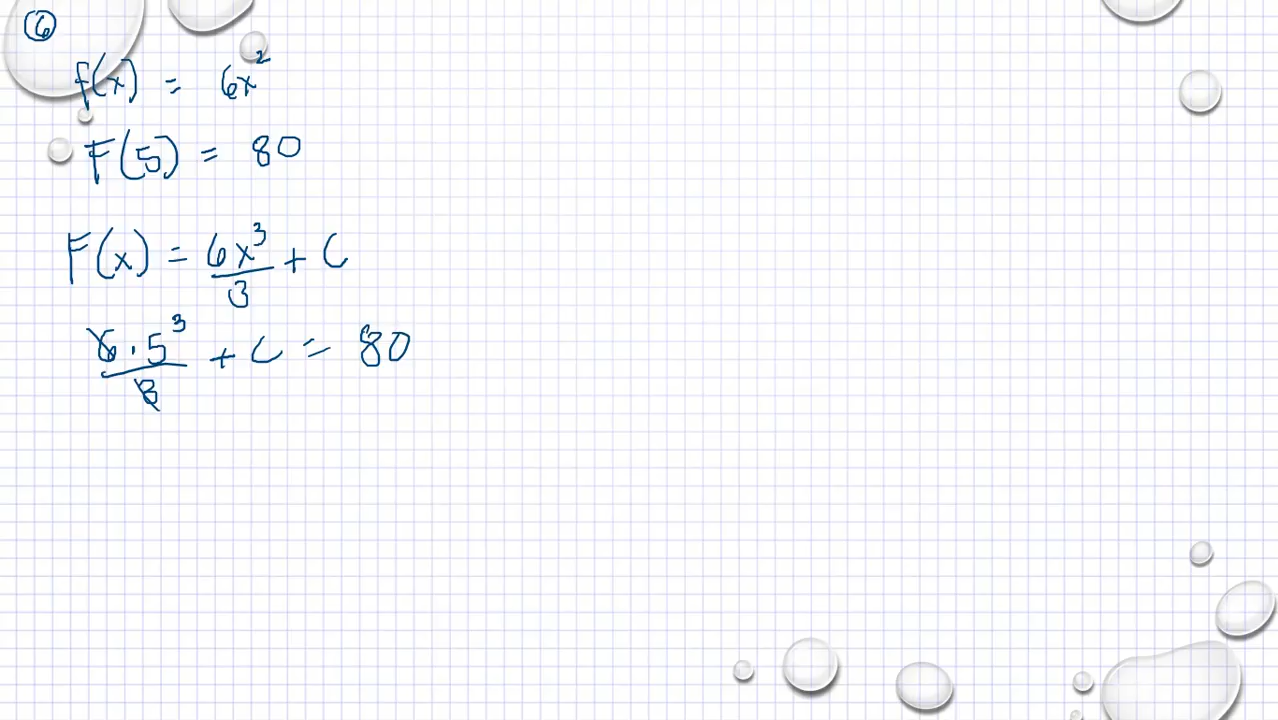 ⑥
f(x) = 6x²
F(5) = 80
F(x) = 6x³/3 + C
6·5³/3 + C = 80